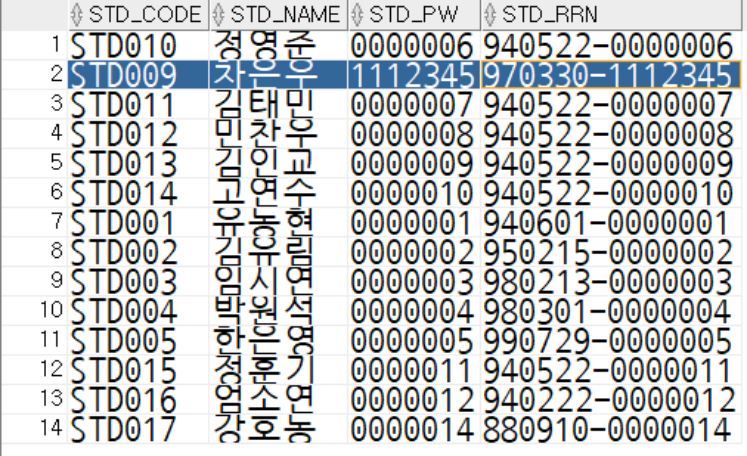 STD_CODE STD_NAME STD_PW STD_RRN
1 STD010 정영준 0000006 940522-0000006
2 STD009 차은우 1112345 970330-1112345
3 STD011 김태민 0000007 940522-0000007
4 STD012 민찬우 0000008 940522-0000008
5 STD013 김인교 0000009 940522-0000009
6 STD014 고연수 0000010 940522-0000010
7 STD001 유동현 0000001 940601-0000001
8 STD002 김유림 0000002 950215-0000002
9 STD003 임시연 0000003 980213-0000003
10 STD004 박원석 0000004 980301-0000004
11 STD005 한은영 0000005 990729-0000005
12 STD015 정훈기 0000011 940522-0000011
13 STD016 엄소연 0000012 940222-0000012
14 STD017 강호동 0000014 880910-0000014